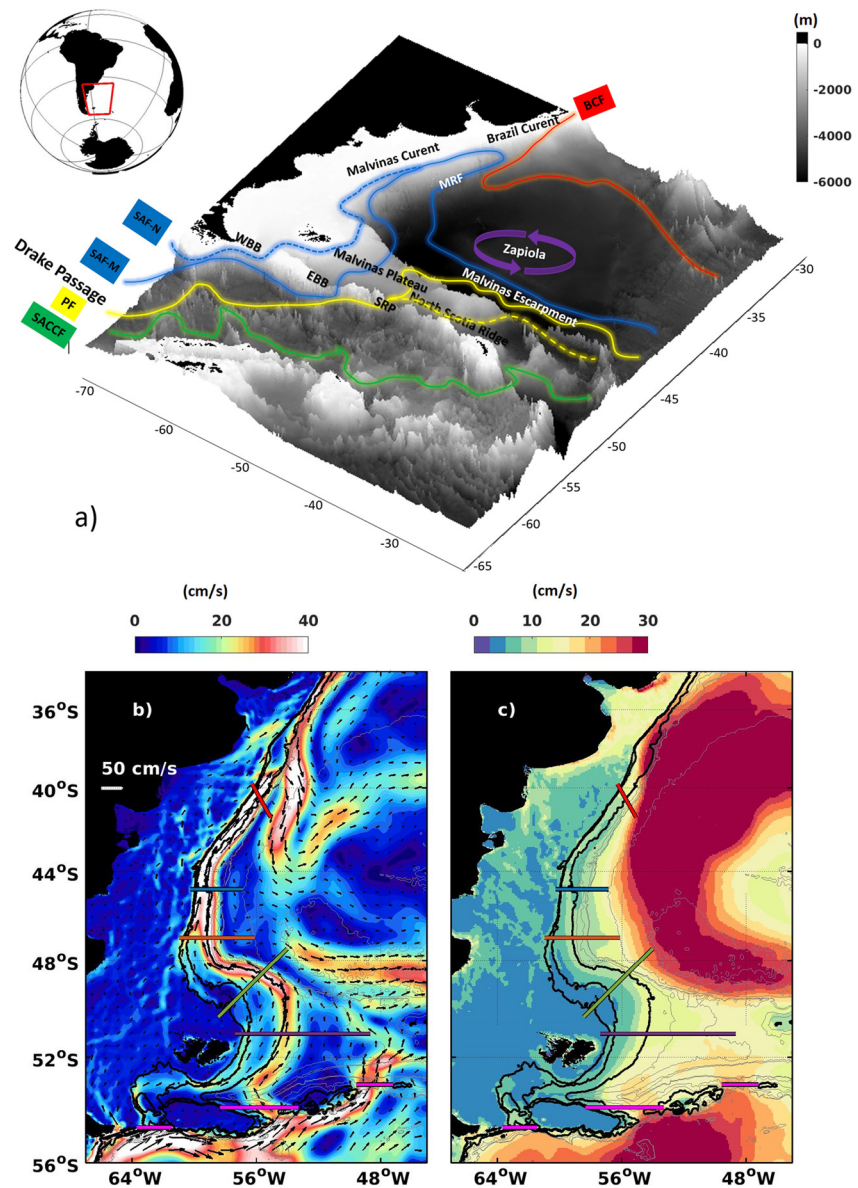 (m)
0
-2000
-4000
-6000
BCF
Brazil Curent
Malvinas Curent
MRF
SAF-N
WBB
Zapiola
SAF-M
Drake Passage
Malvinas Plateau
EBB
Malvinas Escarpment
PF
SRP
North Scotia Ridge
SACCF
-30
-35
-40
-45
-50
-55
-60
-65
-70
-60
-50
-40
-30
a)
(cm/s)
0 20 40
(cm/s)
0 10 20 30
b)
c)
36°S
50 cm/s
40°S
44°S
48°S
52°S
56°S
64°W 56°W 48°W
64°W 56°W 48°W